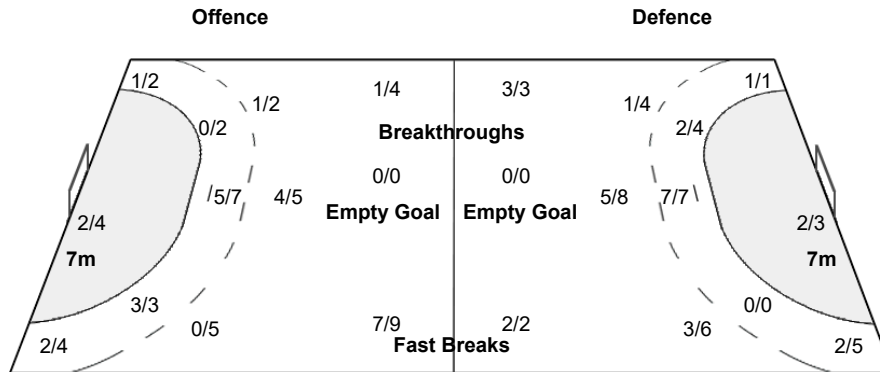 Offence Defence
1/2 1/4 3/3 1/1
1/2 1/4
0/2 Breakthroughs 2/4
0/0 0/0
5/7 4/5 5/8 7/7
Empty Goal Empty Goal
2/4 2/3
7m 7m
3/3 0/0
0/5 7/9 2/2 3/6
2/4 Fast Breaks 2/5